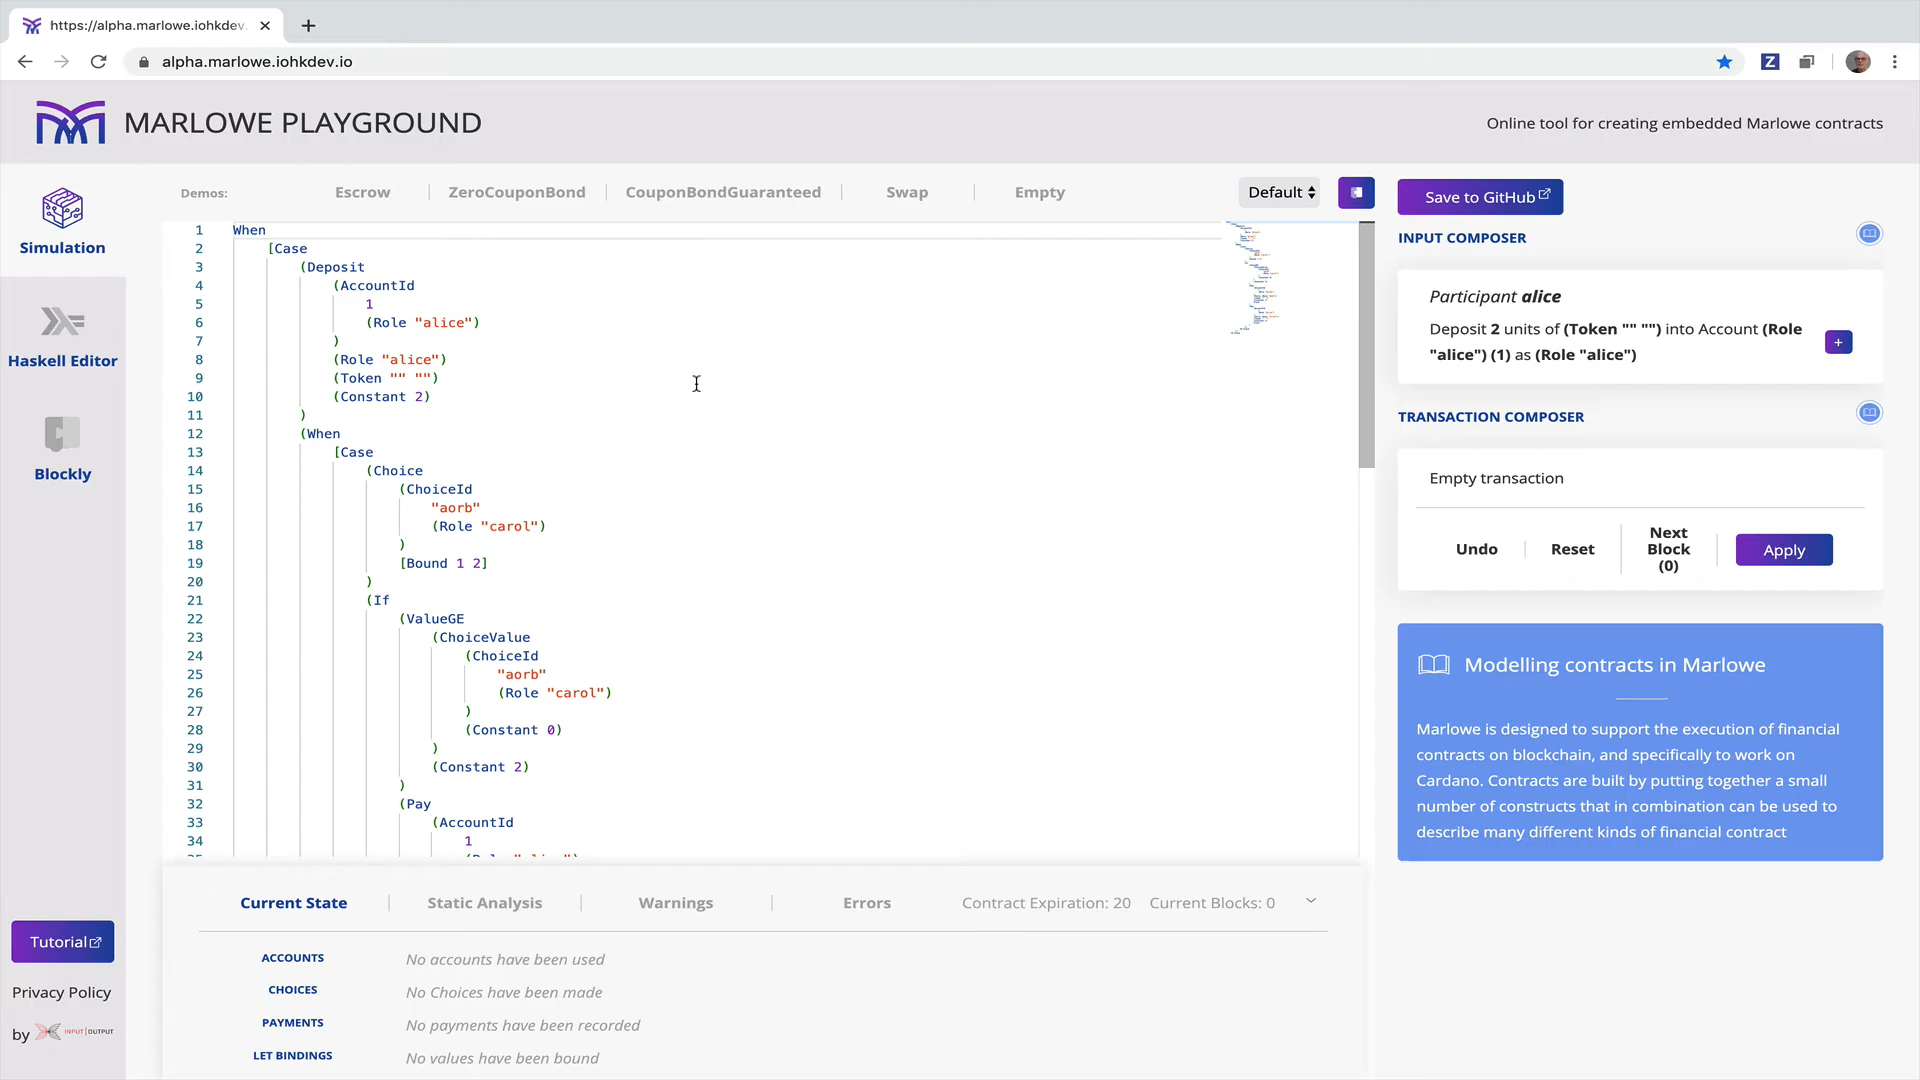 https://alpha.marlowe.iohkdev.
alpha.marlowe.iohkdev.io
Z
MARLOWE PLAYGROUND
Online tool for creating embedded Marlowe contracts
Simulation
Haskell Editor
Blockly
Tutorial
Privacy Policy
by INPUT | OUTPUT
Demos:
Escrow
ZeroCouponBond
CouponBondGuaranteed
Swap
Empty
Default
1 When
2 [Case
3 (Deposit
4 (AccountId
5 1
6 (Role "alice")
7 )
8 (Role "alice")
9 (Token "" "")
10 (Constant 2)
11 )
12 (When
13 [Case
14 (Choice
15 (ChoiceId
16 "aorb"
17 (Role "carol")
18 )
19 [Bound 1 2]
20 )
21 (If
22 (ValueGE
23 (ChoiceValue
24 (ChoiceId
25 "aorb"
26 (Role "carol")
27 )
28 (Constant 0)
29 )
30 (Constant 2)
31 )
32 (Pay
33 (AccountId
34 1
Current State
Static Analysis
Warnings
Errors
Contract Expiration: 20
Current Blocks: 0
ACCOUNTS No accounts have been used
CHOICES No Choices have been made
PAYMENTS No payments have been recorded
LET BINDINGS No values have been bound
Save to GitHub
INPUT COMPOSER
Participant alice
Deposit 2 units of (Token "" "") into Account (Role
"alice") (1) as (Role "alice")
+
TRANSACTION COMPOSER
Empty transaction
Undo
Reset
Next
Block
(0)
Apply
Modelling contracts in Marlowe
Marlowe is designed to support the execution of financial
contracts on blockchain, and specifically to work on
Cardano. Contracts are built by putting together a small
number of constructs that in combination can be used to
describe many different kinds of financial contract